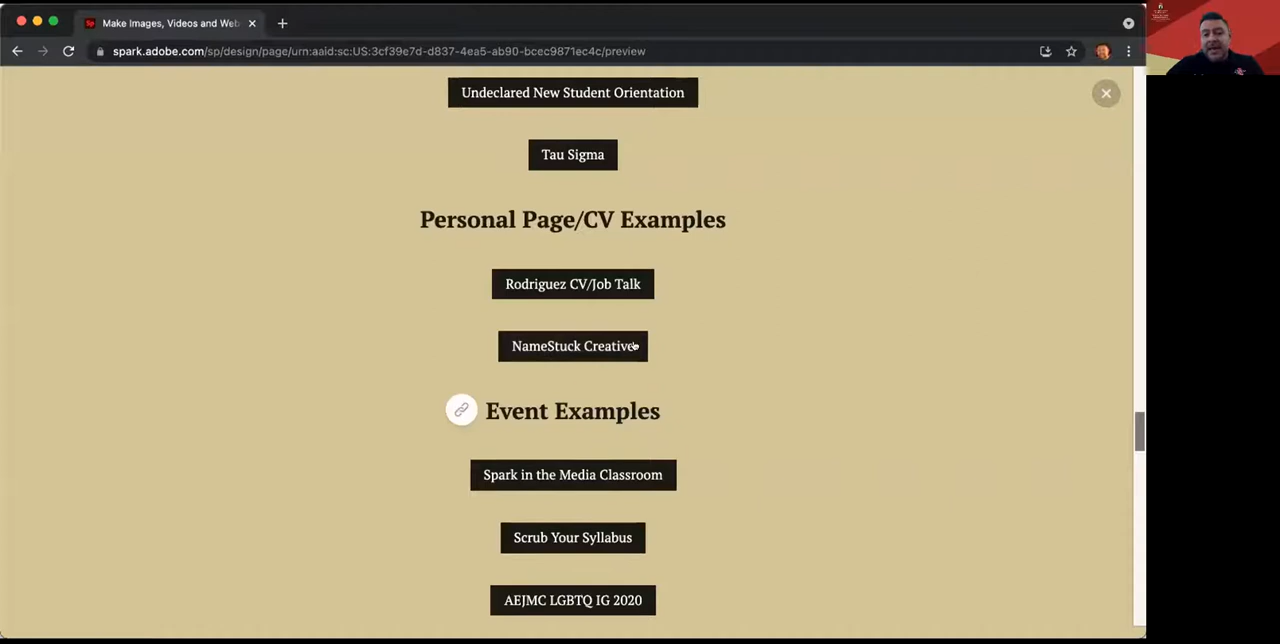 Make Images, Videos and Web
spark.adobe.com/sp/design/page/urn:aaid:sc:US:3cf39e7d-d837-4ea5-ab90-bcec9871ec4c/preview
Undeclared New Student Orientation
Tau Sigma
Personal Page/CV Examples
Rodriguez CV/Job Talk
NameStuck Creative
Event Examples
Spark in the Media Classroom
Scrub Your Syllabus
AEJMC LGBTQ IG 2020